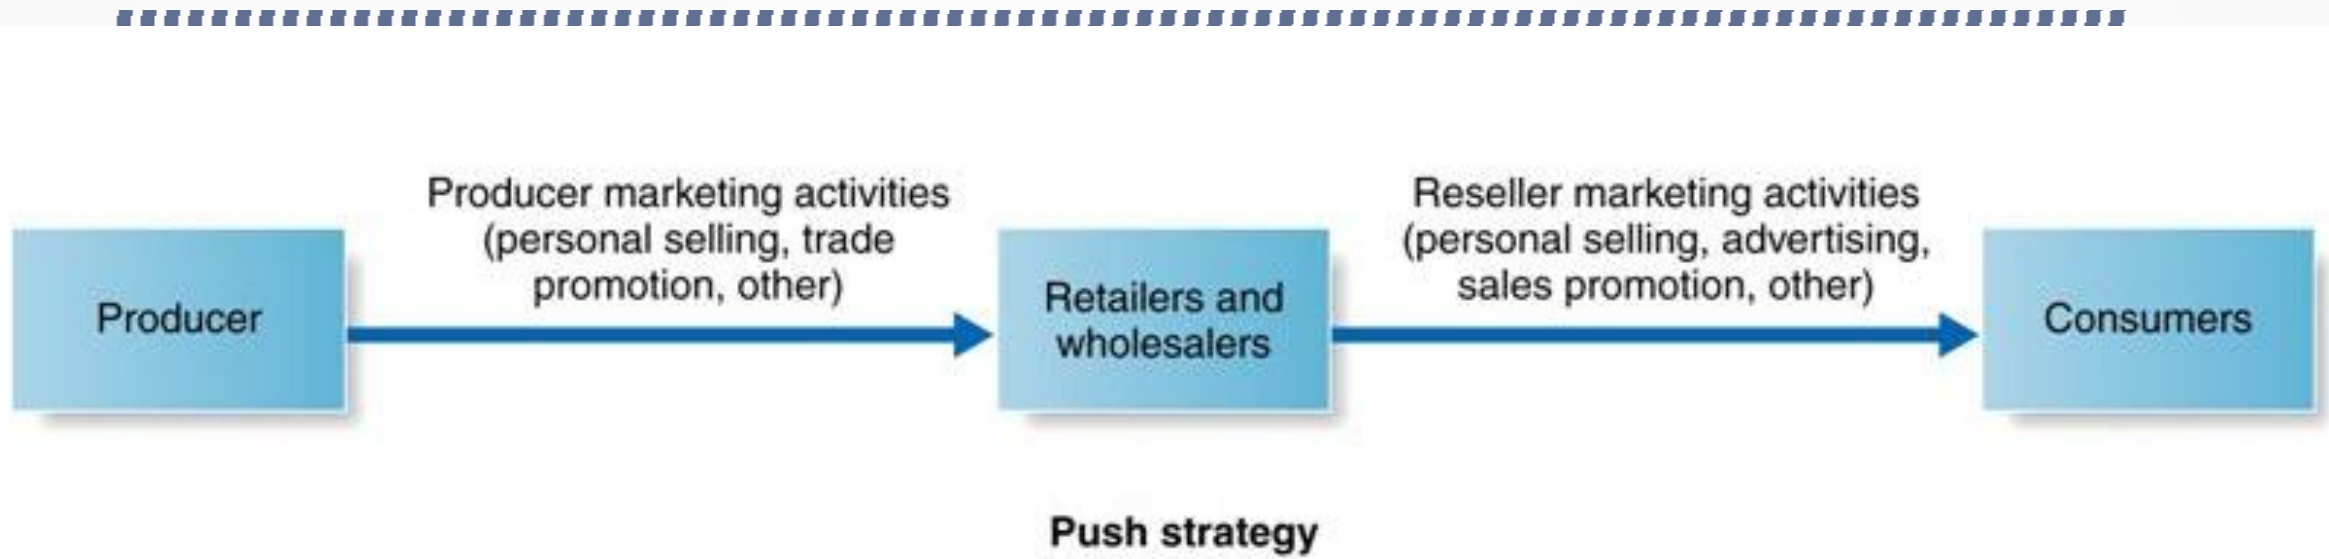 Producer
Producer marketing activities
(personal selling, trade
promotion, other)
Retailers and
wholesalers
Reseller marketing activities
(personal selling, advertising,
sales promotion, other)
Consumers
Push strategy